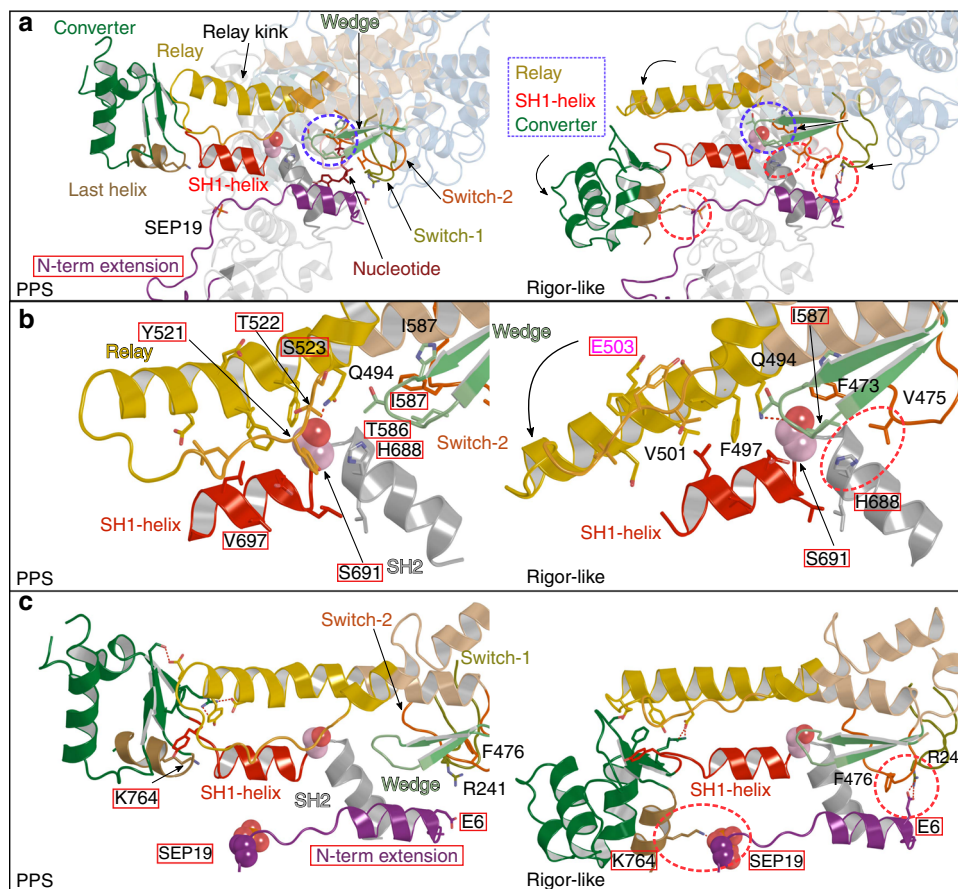 a
Converter
Relay
Relay kink
Wedge
Last helix
SH1-helix
Switch-2
SEP19
Switch-1
N-term extension
Nucleotide
PPS
Relay
SH1-helix
Converter
Rigor-like
b
Y521
T522
S523
I587
Relay
Q494
I587
T586
H688
Switch-2
SH1-helix
V697
S691
SH2
PPS
Wedge
E503
I587
Q494
F473
V475
V501
F497
H688
SH1-helix
S691
Rigor-like
c
Switch-2
Switch-1
F476
Wedge
R241
K764
SH1-helix
SH2
E6
SEP19
N-term extension
PPS
SH1-helix
R24
F476
E6
K764
SEP19
Rigor-like